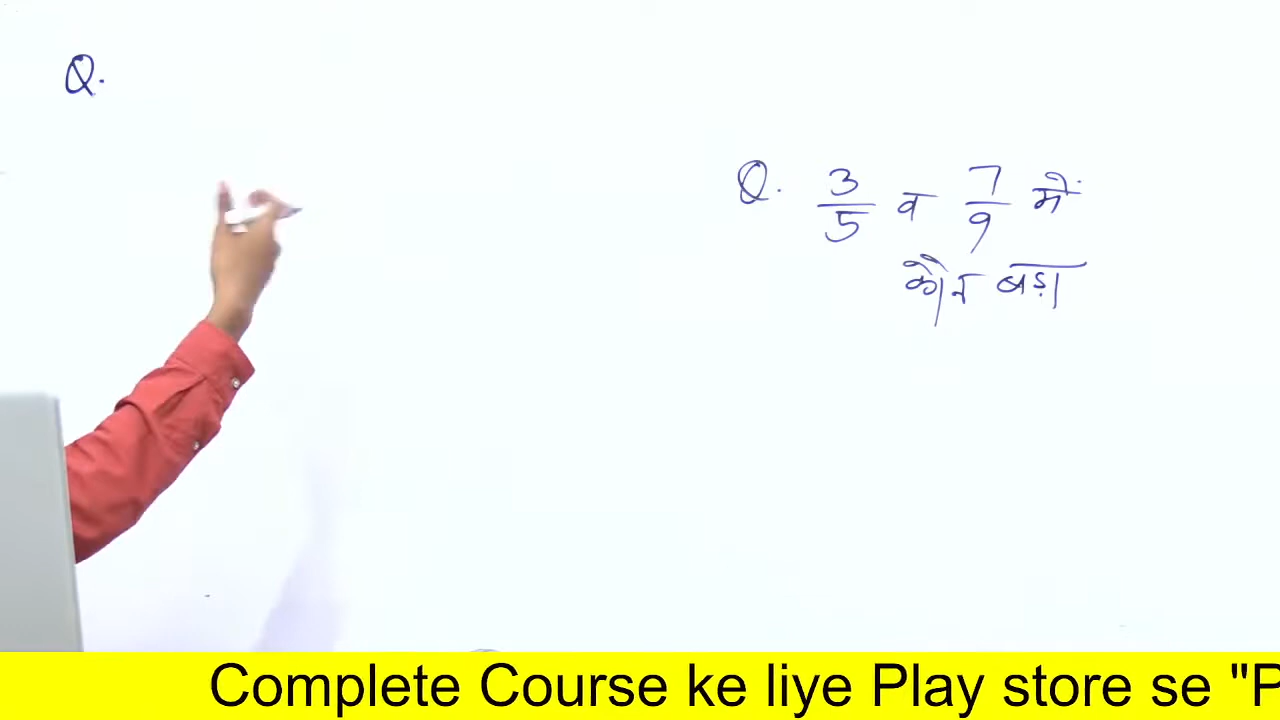 Q.
Q. 3/5 व 7/9 में
कौन बड़ा
Complete Course ke liye Play store se "P